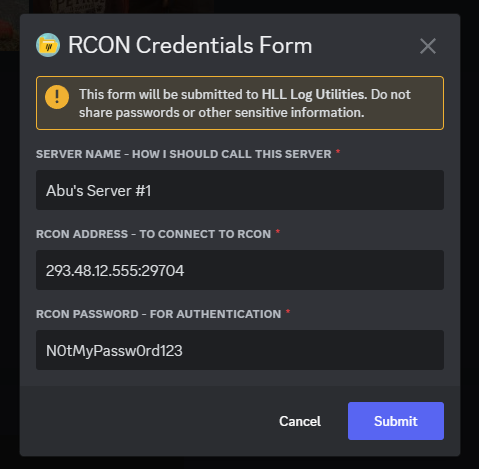 RCON Credentials Form
This form will be submitted to HLL Log Utilities. Do not
share passwords or other sensitive information.
SERVER NAME - HOW I SHOULD CALL THIS SERVER *
Abu's Server #1
RCON ADDRESS - TO CONNECT TO RCON *
293.48.12.555:29704
RCON PASSWORD - FOR AUTHENTICATION *
N0tMyPassw0rd123
Cancel Submit